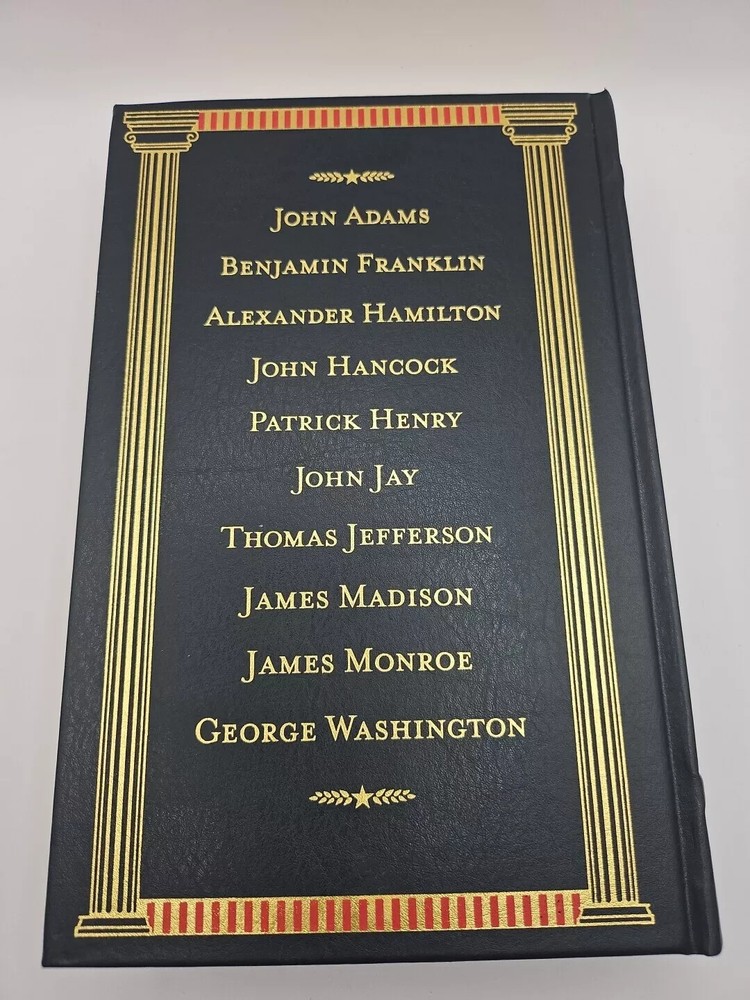 John Adams
Benjamin Franklin
Alexander Hamilton
John Hancock
Patrick Henry
John Jay
Thomas Jefferson
James Madison
James Monroe
George Washington